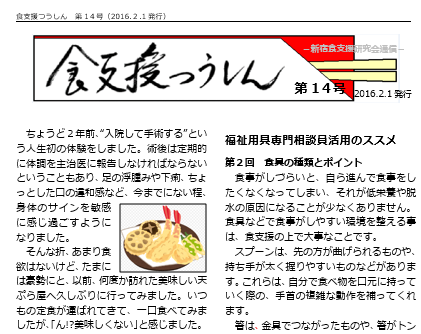 食支援つうしん　第１４号（2016．2．1 発行）
－新宿食支援研究会通信－
食支援つうしん
第１４号
2016.2.1 発行
ちょうど２年前、“入院して手術する”とい
う人生初の体験をしました。術後は定期的
に体調を主治医に報告しなければならない
ということもあり、足の浮腫みや下痢、ちょ
っとした口の違和感など、今までにない程、
身体のサインを敏感
に感じ過ごすように
なりました。
そんな折、あまり食
欲はないけど、たまに
は豪勢にと、以前、何度か訪れた美味しい天
ぷら屋へ久しぶりに行ってみました。いつ
もの定食が運ばれてきて、一口食べてみま
したが、「ん!?美味しくない」と感じました。
福祉用具専門相談員活用のススメ
第２回　食具の種類とポイント
食事がしづらいと、自ら進んで食事をし
たくなくなってしまい、それが低栄養や脱
水の原因になることが少なくありません。
食具などで食事がしやすい環境を整える事
は、食支援の上で大事なことです。
スプーンは、先の方が曲げられるものや、
持ち手が太く握りやすいものなどがありま
す。これらは、自分で食べ物を口元に持って
いく際の、手首の複雑な動作を補ってくれ
ます。
箸は、金具でつながったものや、箸がトン